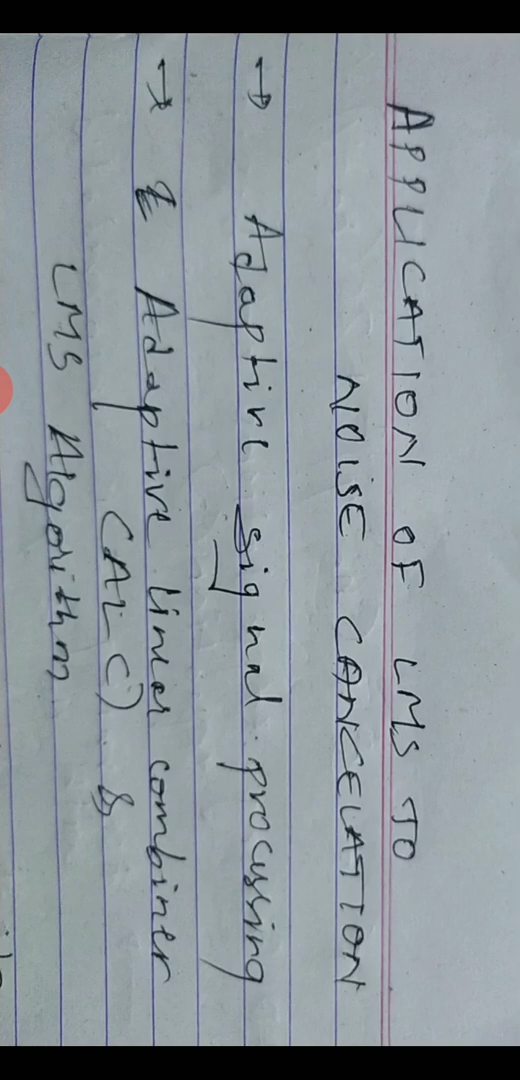 APPLICATION OF LMS TO
NOISE CANCELATION
→ Adaptive signal processing
→ & Adaptive linear combiner
(ALC) &
LMS Algorithm